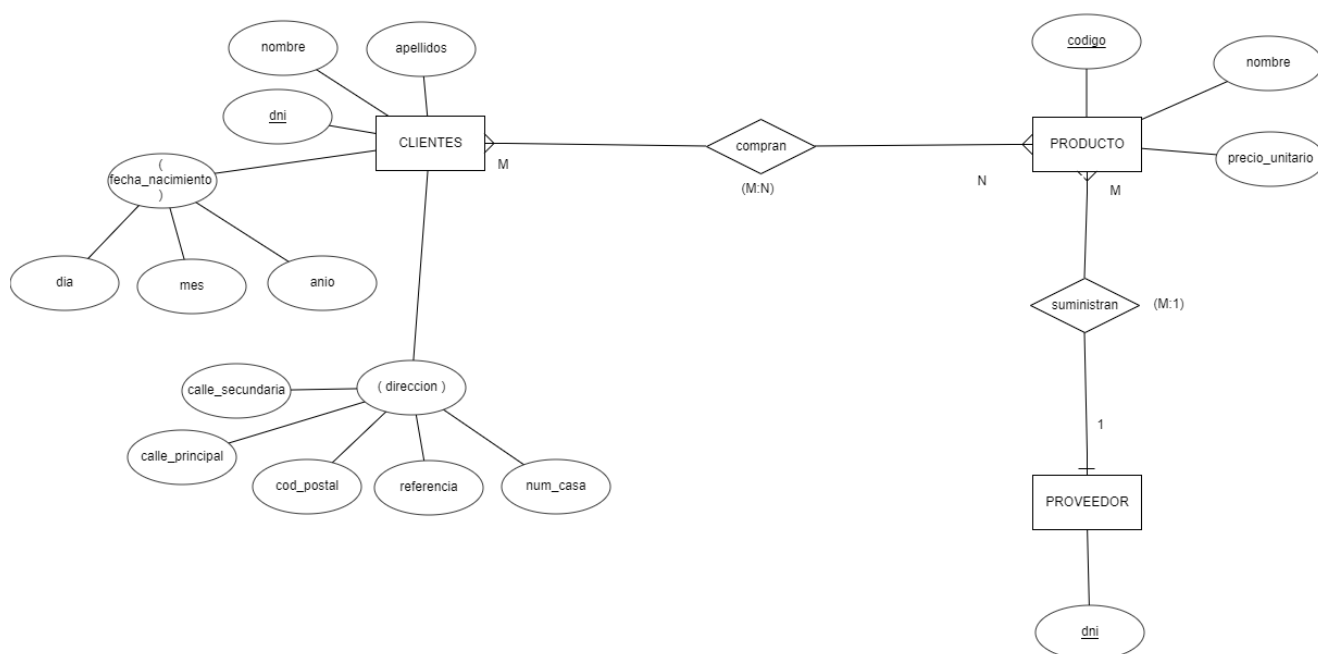 codigo
nombre
apellidos
nombre
dni
CLIENTES
compran
PRODUCTO
precio_unitario
M
(M:N)
N
M
(
fecha_nacimiento
)
dia
mes
anio
suministran
(M:1)
calle_secundaria
( direccion )
calle_principal
cod_postal
referencia
num_casa
1
PROVEEDOR
dni